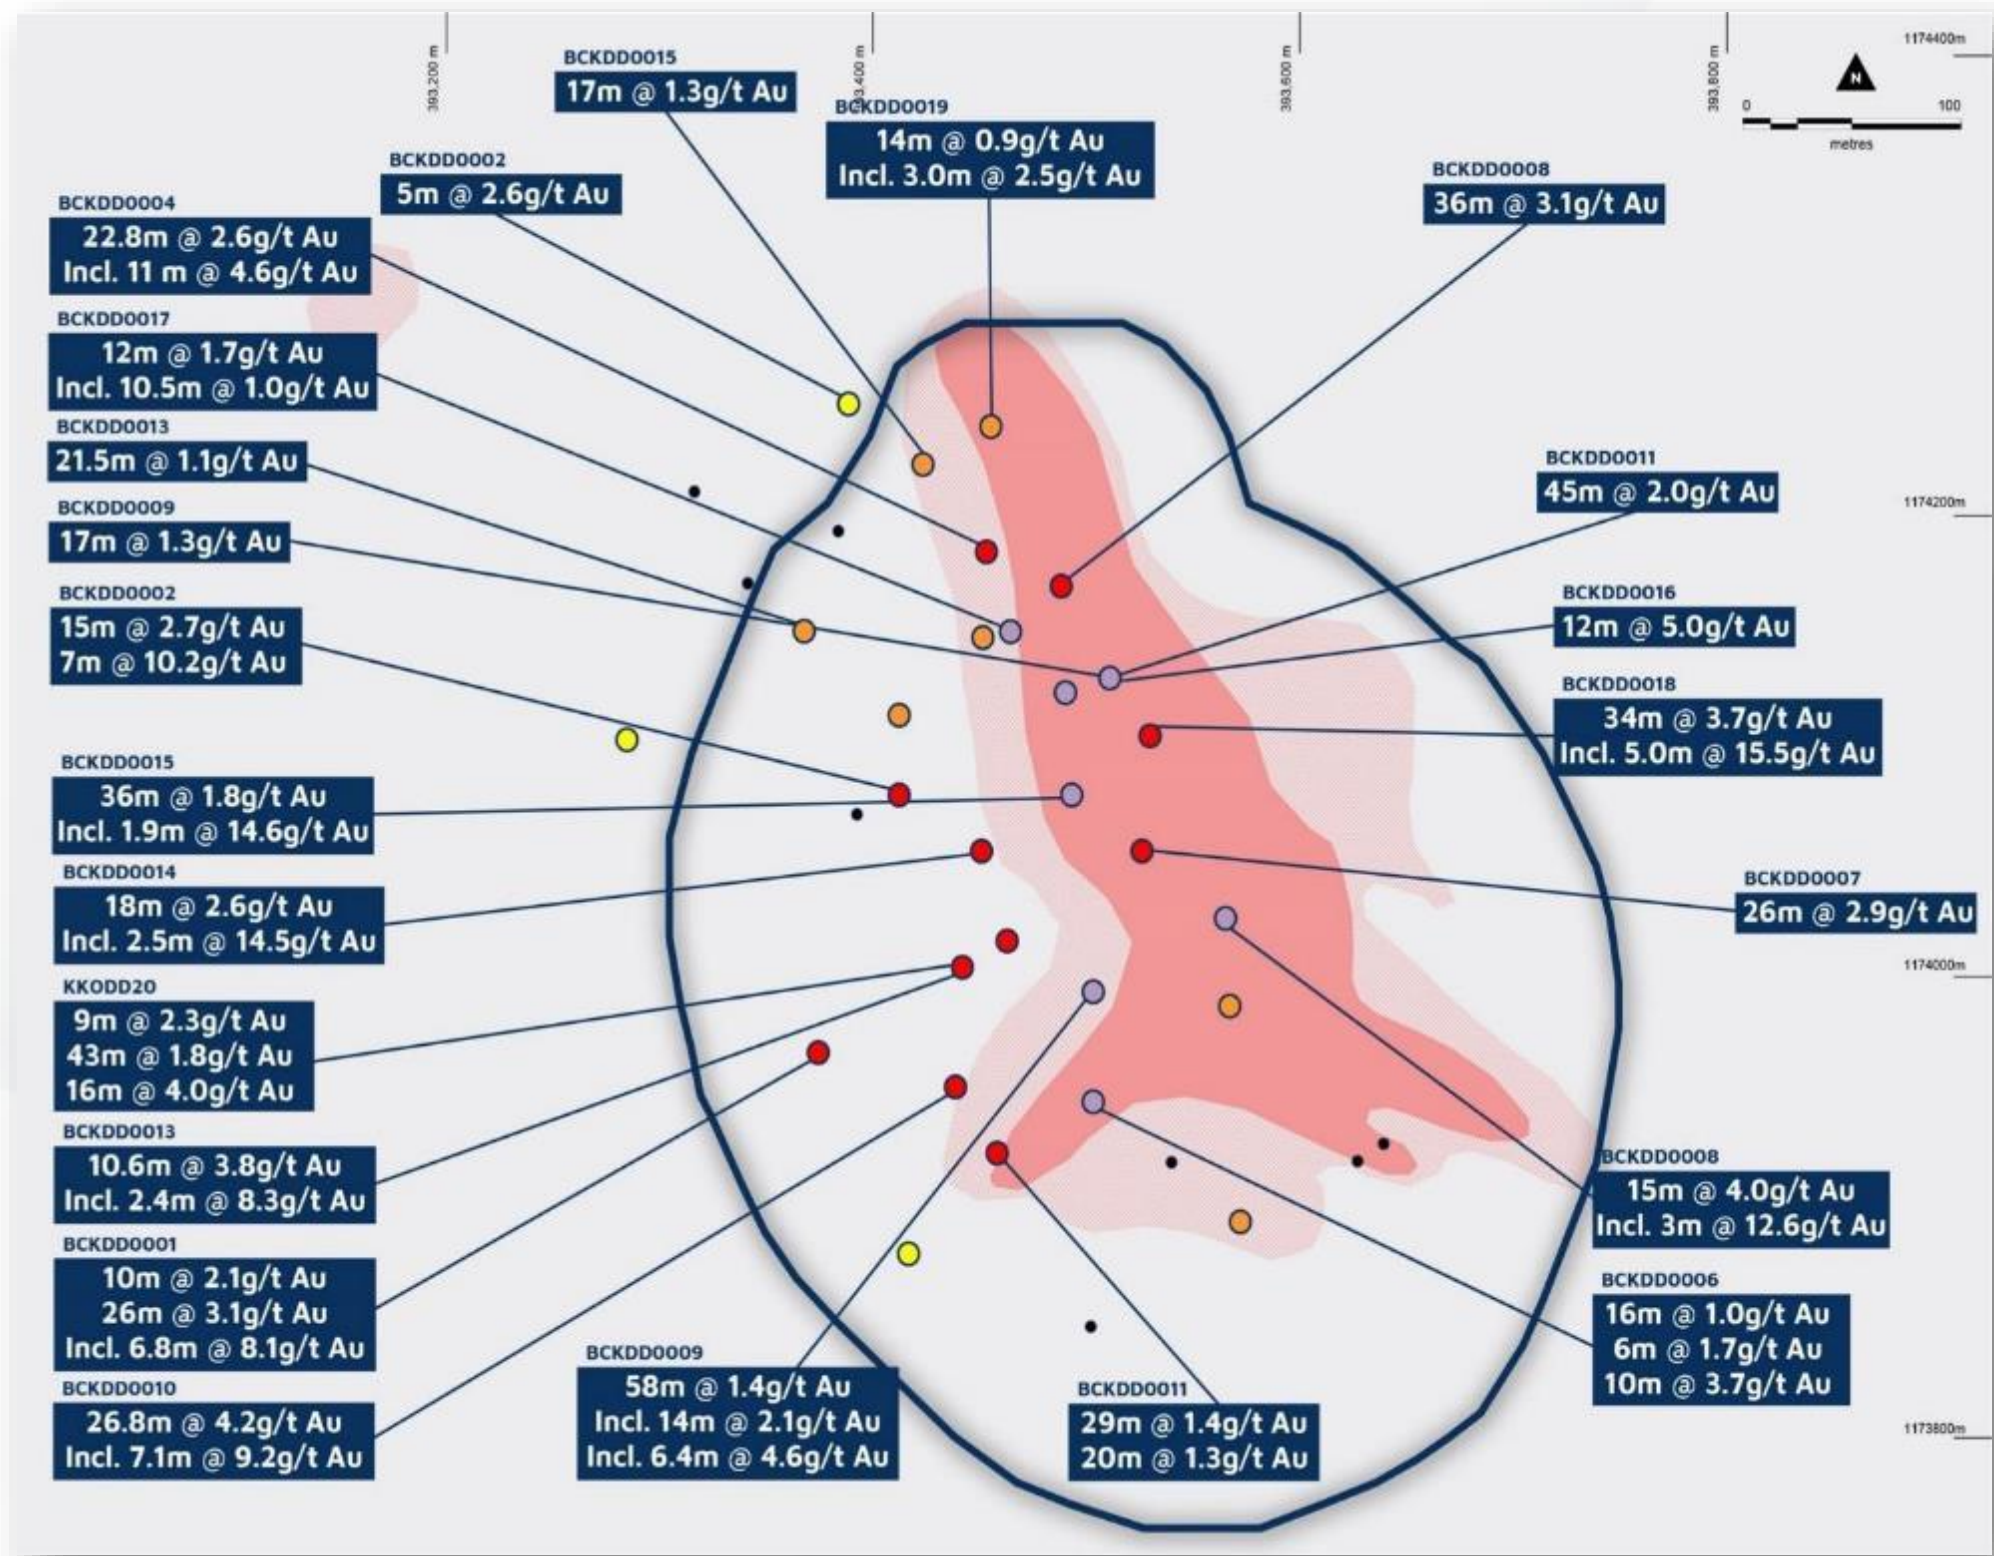 393,200 m
393,400 m
393,600 m
393,800 m
1174400m
N
0 100
metres
BCKDD0015
17m @ 1.3g/t Au
BCKDD0019
14m @ 0.9g/t Au
Incl. 3.0m @ 2.5g/t Au
BCKDD0002
5m @ 2.6g/t Au
BCKDD0008
36m @ 3.1g/t Au
BCKDD0004
22.8m @ 2.6g/t Au
Incl. 11 m @ 4.6g/t Au
BCKDD0017
12m @ 1.7g/t Au
Incl. 10.5m @ 1.0g/t Au
BCKDD0013
21.5m @ 1.1g/t Au
BCKDD0009
17m @ 1.3g/t Au
BCKDD0002
15m @ 2.7g/t Au
7m @ 10.2g/t Au
BCKDD0015
36m @ 1.8g/t Au
Incl. 1.9m @ 14.6g/t Au
BCKDD0014
18m @ 2.6g/t Au
Incl. 2.5m @ 14.5g/t Au
KKODD20
9m @ 2.3g/t Au
43m @ 1.8g/t Au
16m @ 4.0g/t Au
BCKDD0013
10.6m @ 3.8g/t Au
Incl. 2.4m @ 8.3g/t Au
BCKDD0001
10m @ 2.1g/t Au
26m @ 3.1g/t Au
Incl. 6.8m @ 8.1g/t Au
BCKDD0010
26.8m @ 4.2g/t Au
Incl. 7.1m @ 9.2g/t Au
BCKDD0009
58m @ 1.4g/t Au
Incl. 14m @ 2.1g/t Au
Incl. 6.4m @ 4.6g/t Au
BCKDD0011
29m @ 1.4g/t Au
20m @ 1.3g/t Au
BCKDD0011
45m @ 2.0g/t Au
1174200m
BCKDD0016
12m @ 5.0g/t Au
BCKDD0018
34m @ 3.7g/t Au
Incl. 5.0m @ 15.5g/t Au
BCKDD0007
26m @ 2.9g/t Au
1174000m
BCKDD0008
15m @ 4.0g/t Au
Incl. 3m @ 12.6g/t Au
BCKDD0006
16m @ 1.0g/t Au
6m @ 1.7g/t Au
10m @ 3.7g/t Au
1173800m